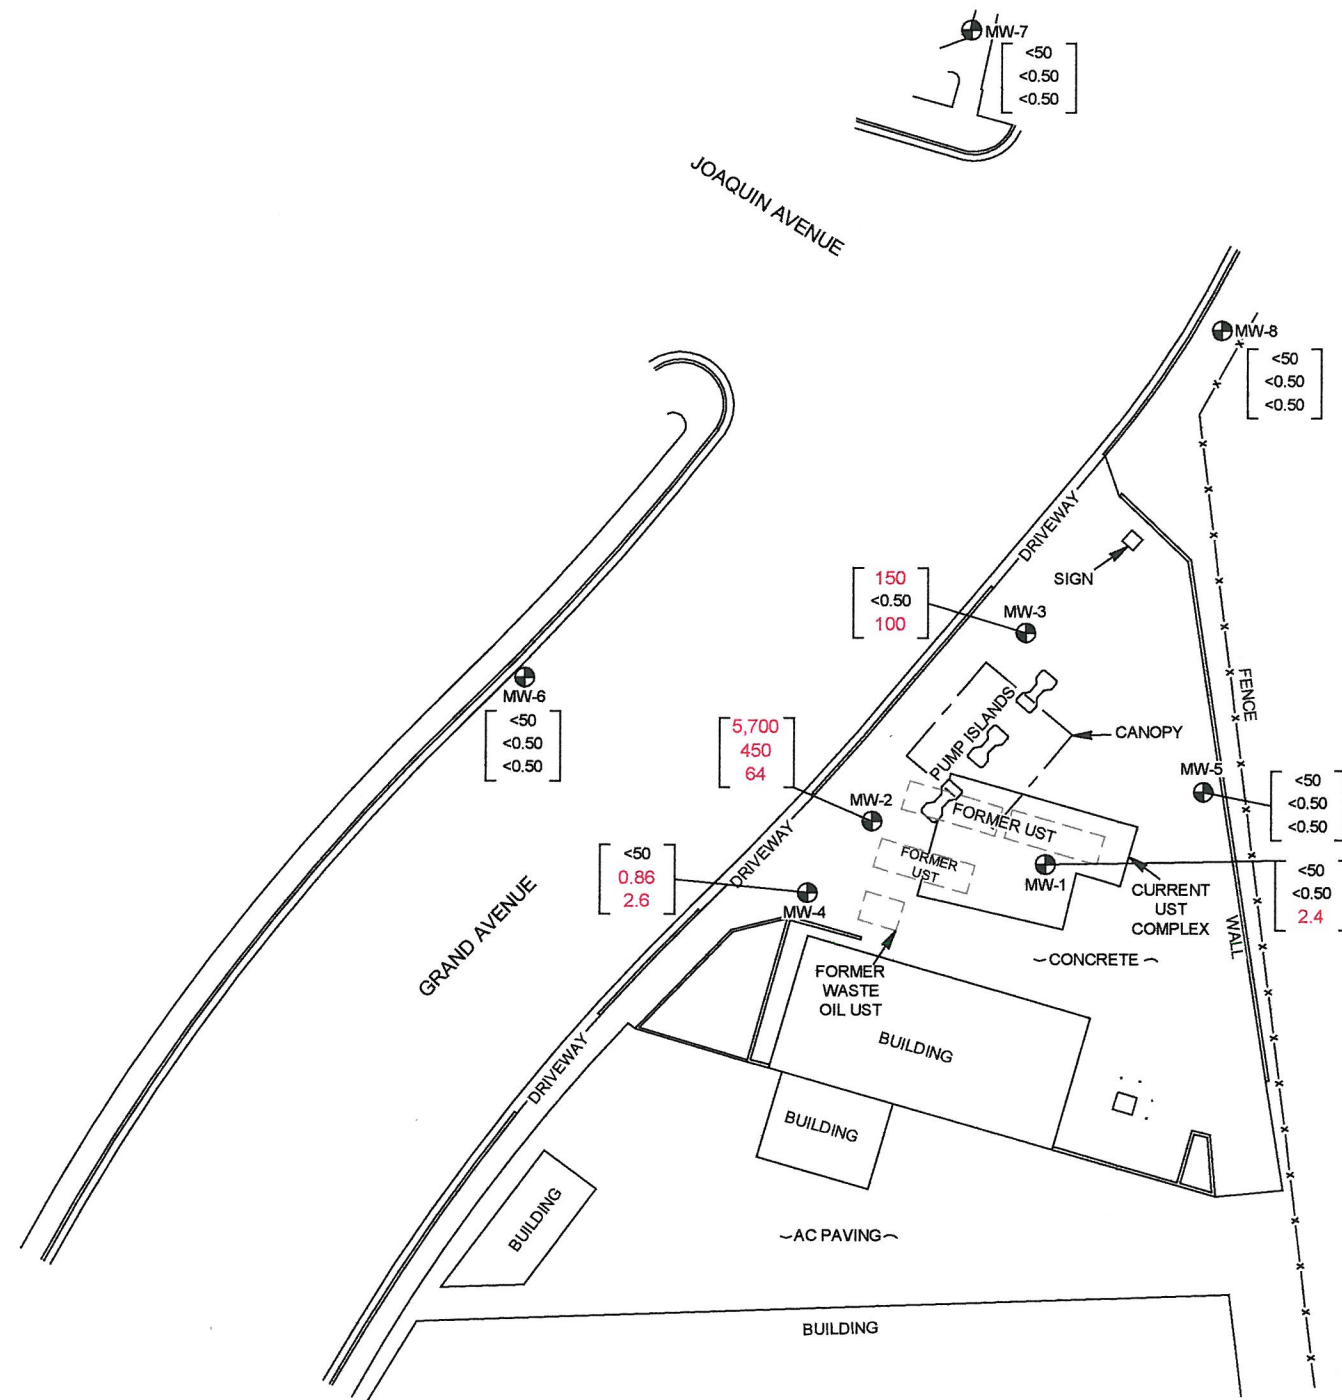 MW-7
<50
<0.50
<0.50
JOAQUIN AVENUE
MW-8
<50
<0.50
<0.50
DRIVEWAY
SIGN
150
<0.50
100
MW-3
FENCE
MW-6
<50
<0.50
<0.50
PUMP ISLANDS
CANOPY
5,700
450
64
MW-2
MW-5
<50
<0.50
<0.50
FORMER UST
FORMER
UST
MW-1
<50
<0.50
2.4
CURRENT
UST
COMPLEX
<50
0.86
2.6
MW-4
DRIVEWAY
GRAND AVENUE
WALL
CONCRETE
FORMER
WASTE
OIL UST
BUILDING
DRIVEWAY
BUILDING
BUILDING
AC PAVING
BUILDING